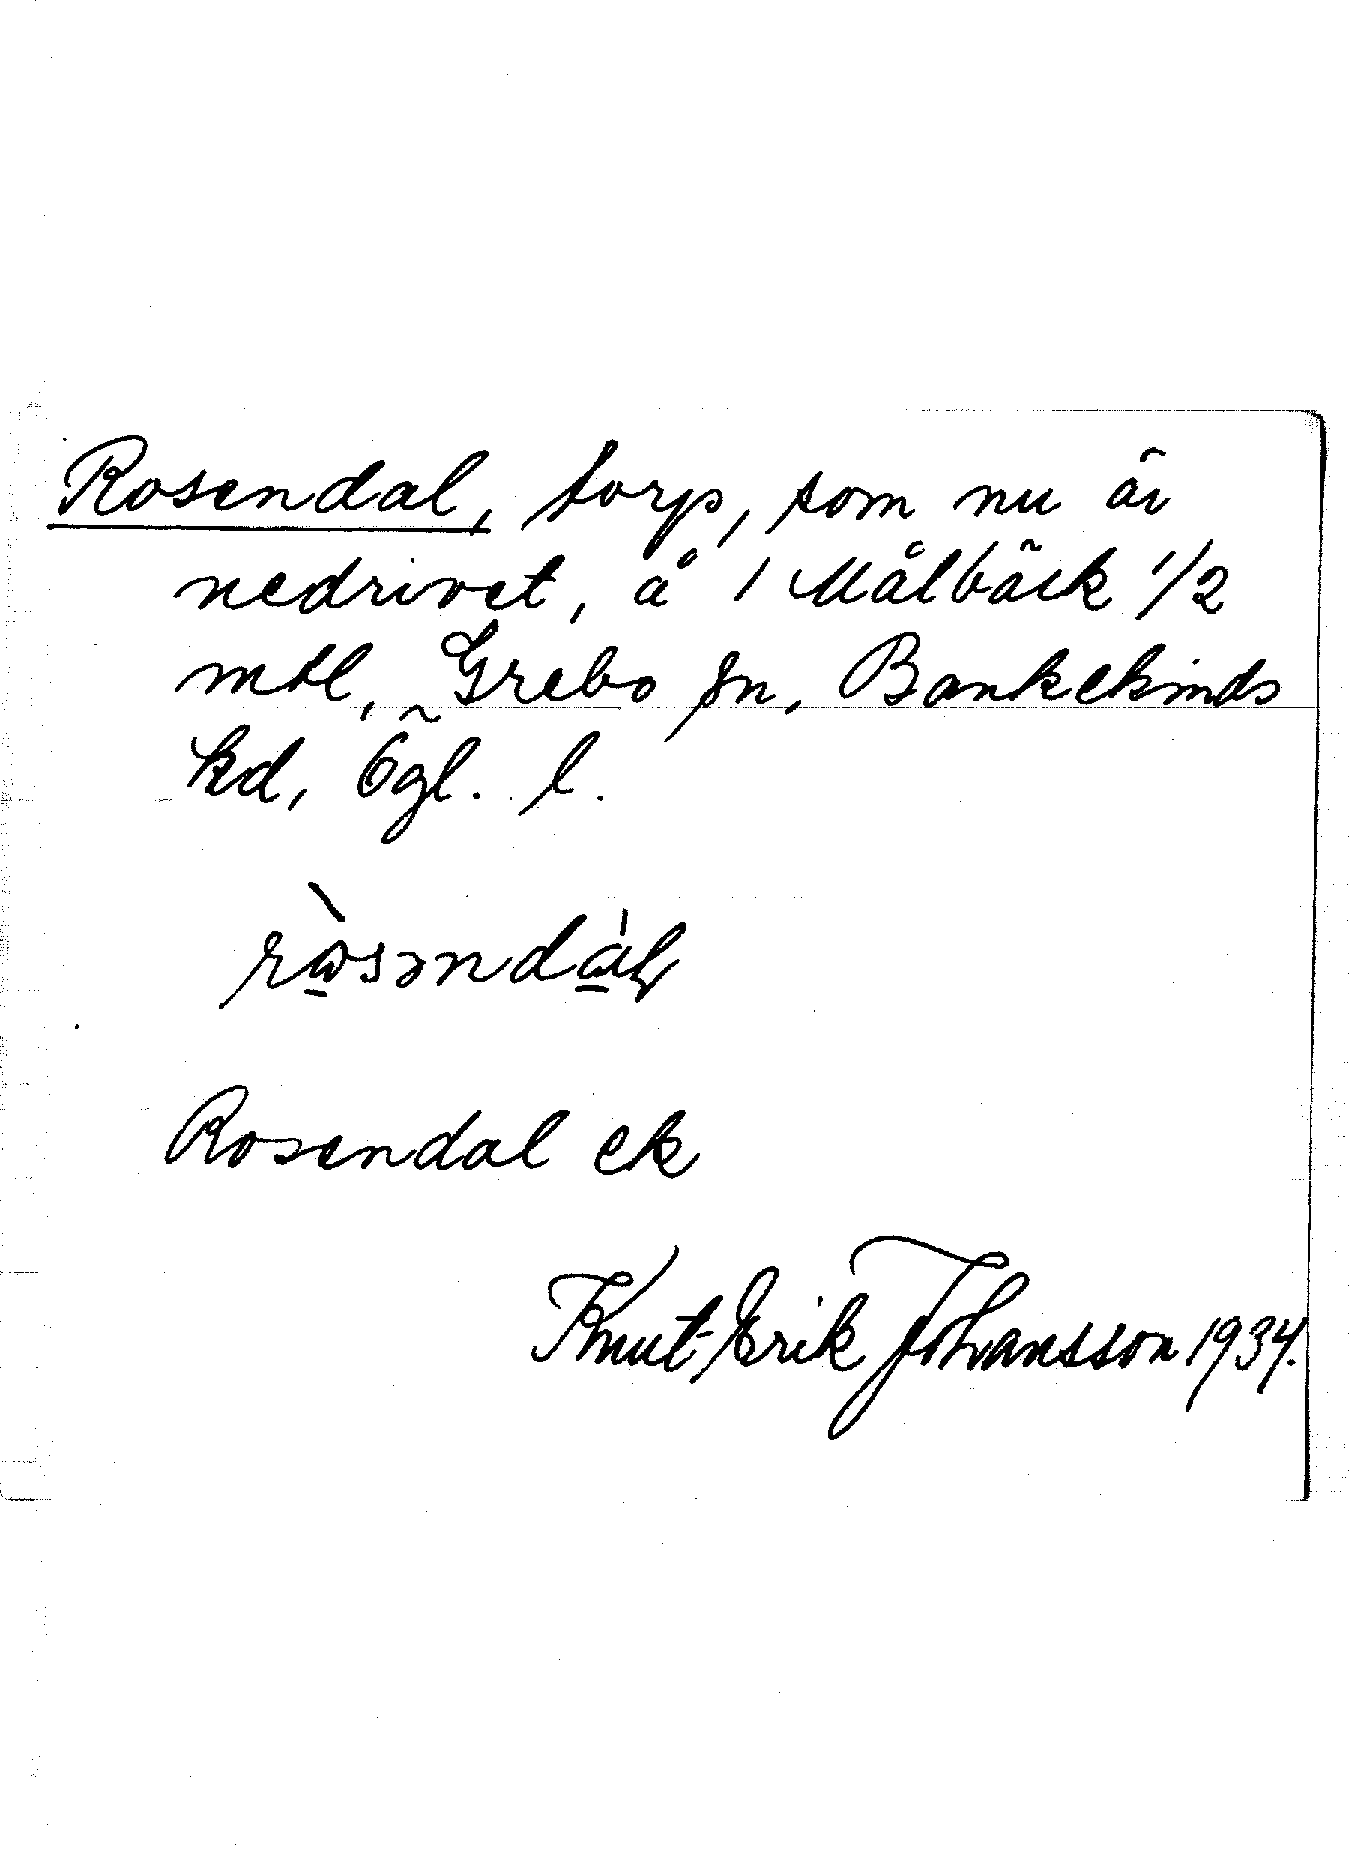 Rosendal, torp, som nu är
nedrivet, å 1 Målbäck 1/2
mtl, Grebo sn, Bankekinds
hd, Ögl. l.
ròsəndàl
Rosendal ek
Knut-Erik Johansson 1934.